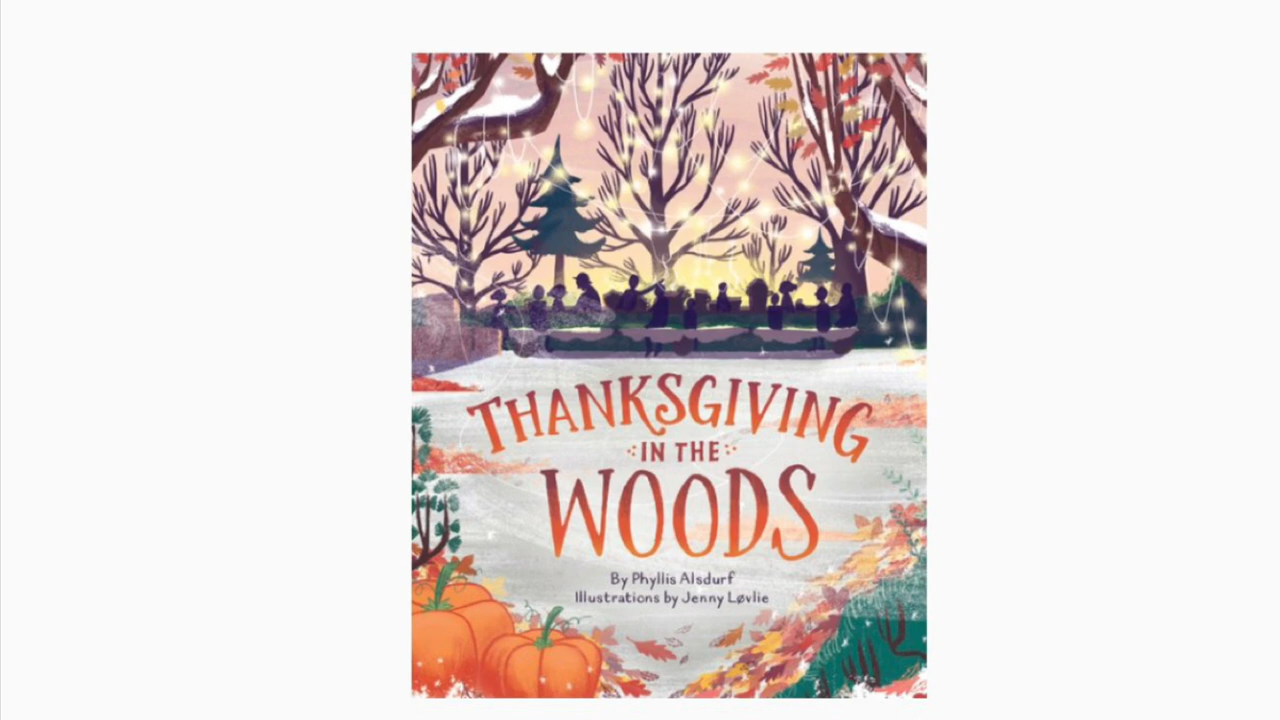 THANKSGIVING
IN THE
WOODS
By Phyllis Alsdurf
Illustrations by Jenny Løvlie